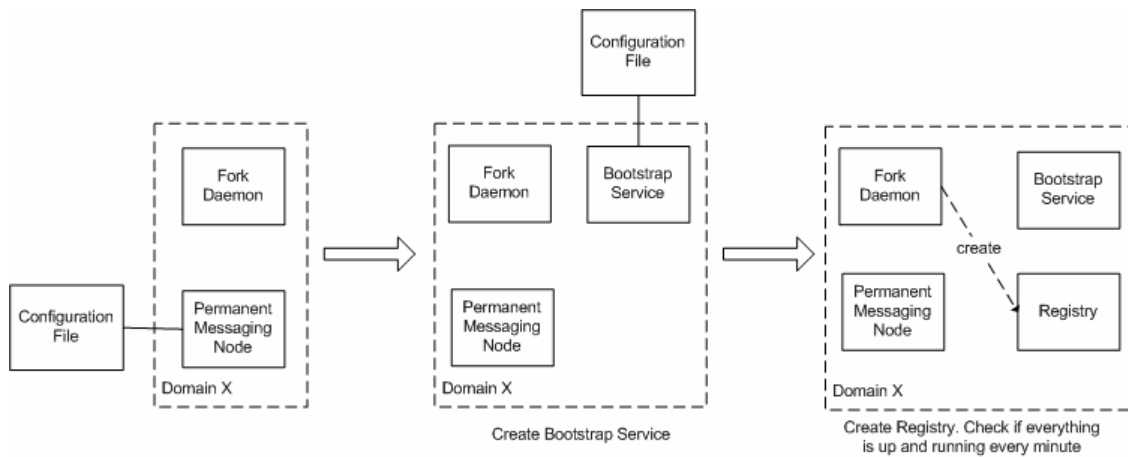 Configuration
File
Fork
Daemon
Permanent
Messaging
Node
Domain X
Configuration
File
Fork
Daemon
Bootstrap
Service
Permanent
Messaging
Node
Domain X
Create Bootstrap Service
Fork
Daemon
Bootstrap
Service
create
Permanent
Messaging
Node
Registry
Domain X
Create Registry. Check if everything
is up and running every minute